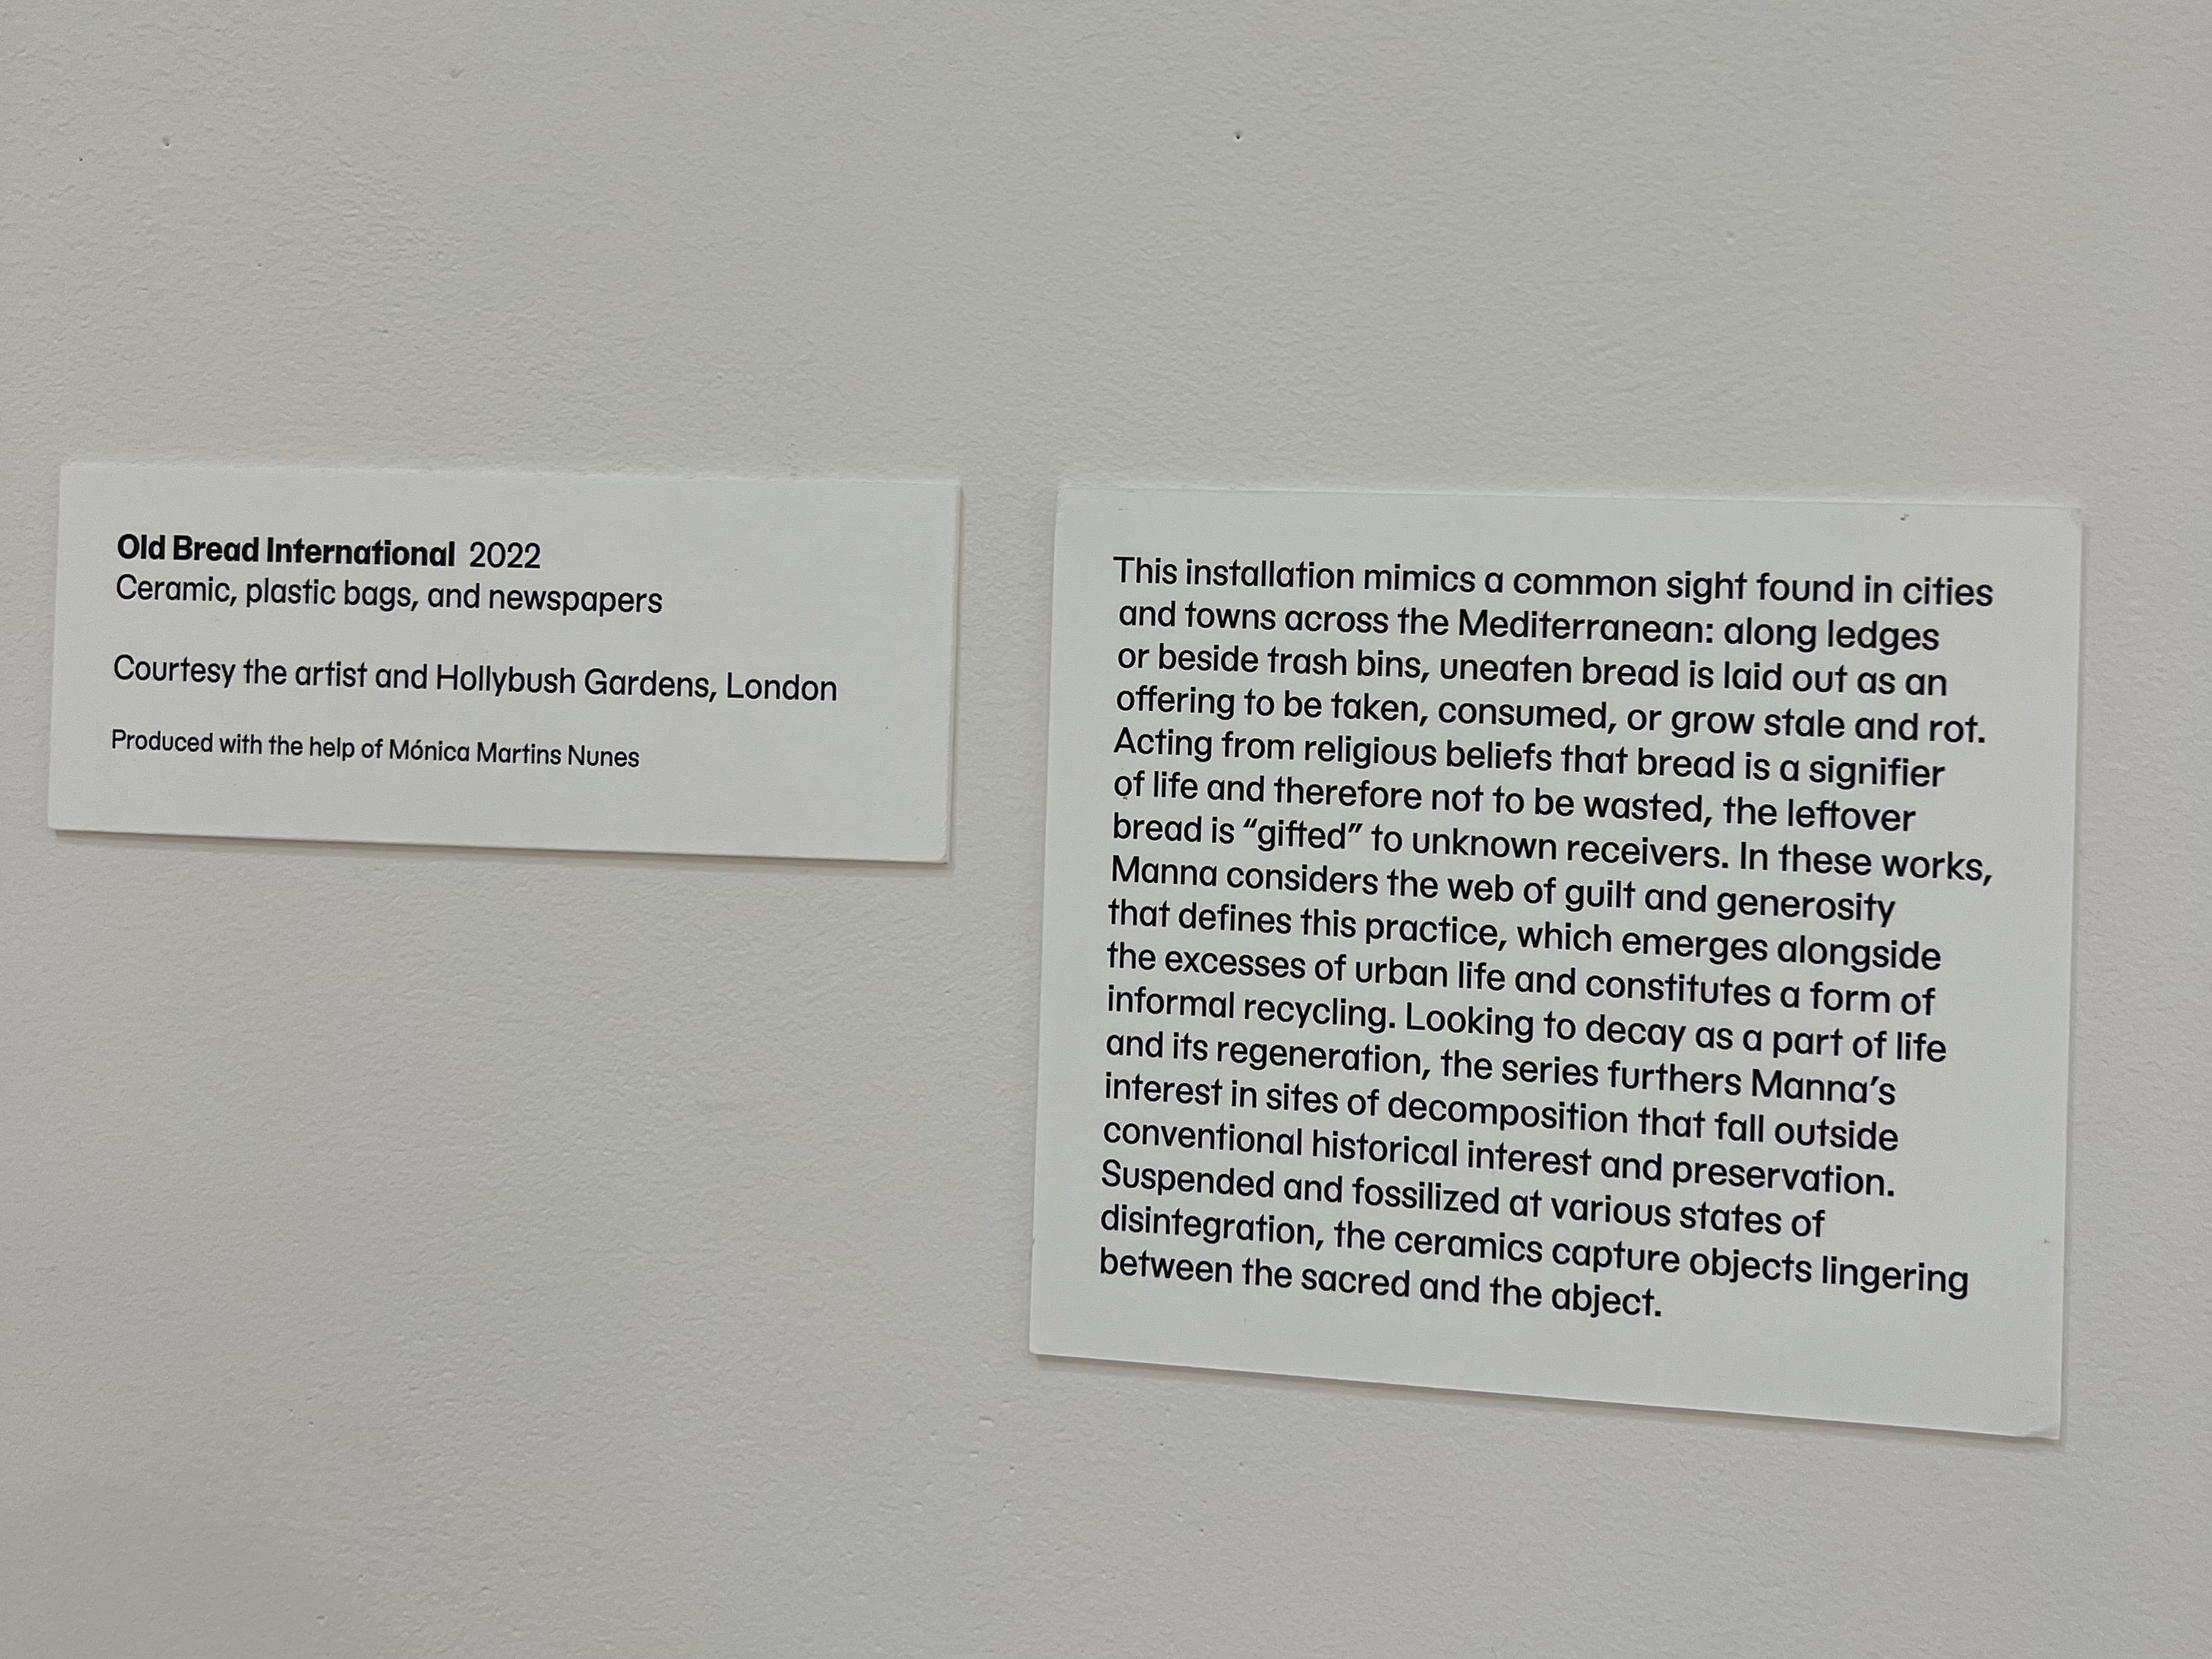 Old Bread International 2022
Ceramic, plastic bags, and newspapers
Courtesy the artist and Hollybush Gardens, London
Produced with the help of Mónica Martins Nunes
This installation mimics a common sight found in cities
and towns across the Mediterranean: along ledges
or beside trash bins, uneaten bread is laid out as an
offering to be taken, consumed, or grow stale and rot.
Acting from religious beliefs that bread is a signifier
of life and therefore not to be wasted, the leftover
bread is “gifted” to unknown receivers. In these works,
Manna considers the web of guilt and generosity
that defines this practice, which emerges alongside
the excesses of urban life and constitutes a form of
informal recycling. Looking to decay as a part of life
and its regeneration, the series furthers Manna’s
interest in sites of decomposition that fall outside
conventional historical interest and preservation.
Suspended and fossilized at various states of
disintegration, the ceramics capture objects lingering
between the sacred and the abject.